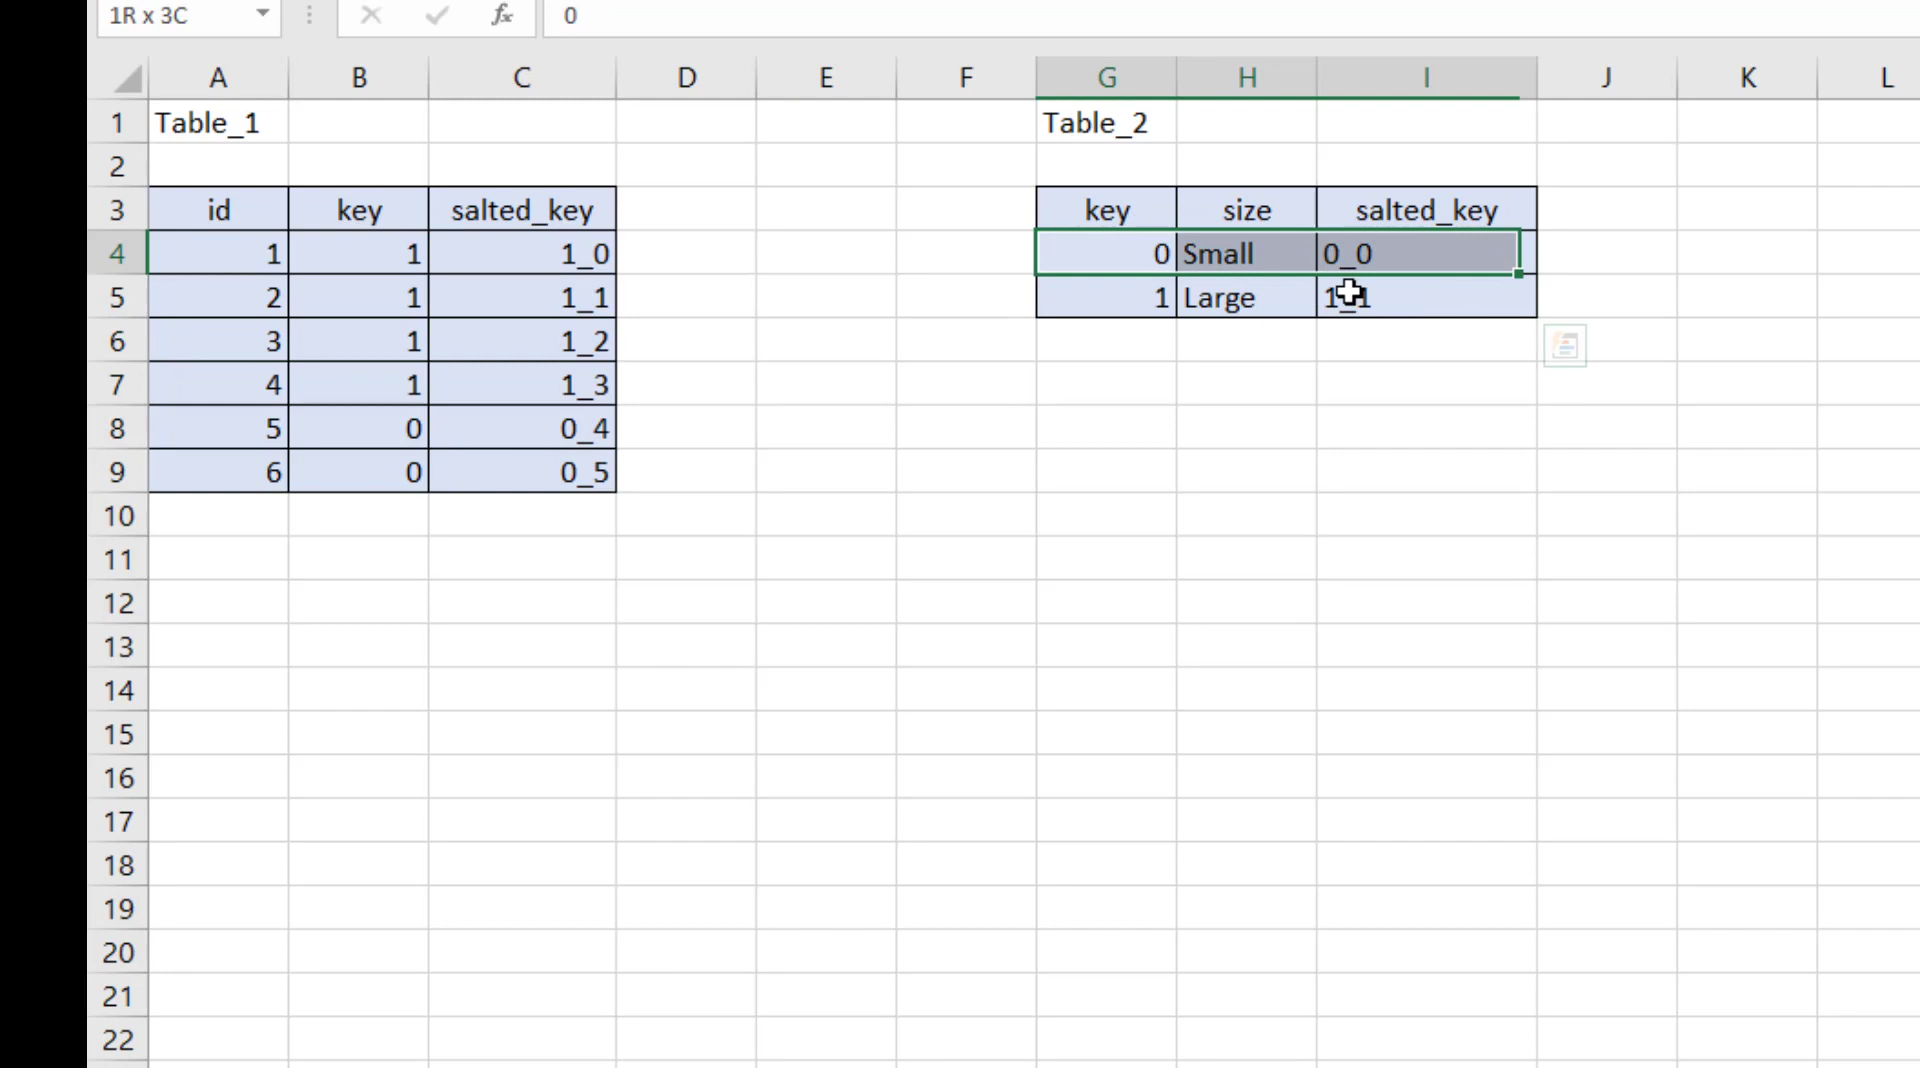 1R x 3C fx 0
A B C D E F G H I J K L
1 Table_1 Table_2
2
3 id key salted_key key size salted_key
4 1 1 1_0 0 Small 0_0
5 2 1 1_1 1 Large 1_1
6 3 1 1_2
7 4 1 1_3
8 5 0 0_4
9 6 0 0_5
10
11
12
13
14
15
16
17
18
19
20
21
22